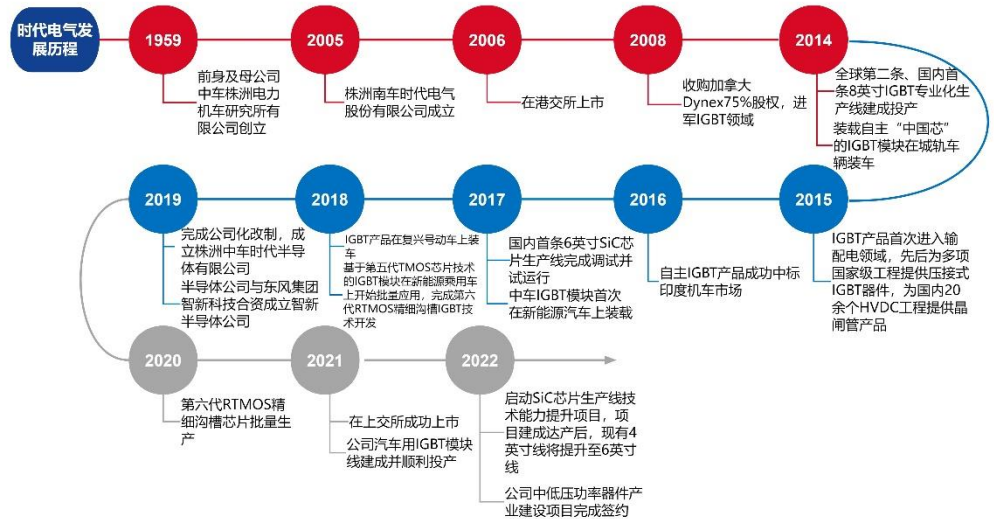 时代电气发
展历程
1959
前身及母公司
中车株洲电力
机车研究所有
限公司创立
2005
株洲南车时代电气
股份有限公司成立
2006
在港交所上市
2008
收购加拿大
Dynex75%股权，进
军IGBT领域
2014
全球第二条、国内首
条8英寸IGBT专业化生
产线建成投产
装载自主“中国芯”
的IGBT模块在城轨车
辆装车
2015
IGBT产品首次进入输
配电领域，先后为多项
国家级工程提供压接式
IGBT器件，为国内20
余个HVDC工程提供晶
闸管产品
2016
自主IGBT产品成功中标
印度机车市场
2017
国内首条6英寸SiC芯
片生产线完成调试并
试运行
中车IGBT模块首次
在新能源汽车上装载
2018
IGBT产品在复兴号动车上装
车
基于第五代TMOS芯片技术
的IGBT模块在新能源乘用车
上开始批量应用，完成第六
代RTMOS精细沟槽IGBT技
术开发
2019
完成公司化改制，成
立株洲中车时代半导
体有限公司
半导体公司与东风集团
智新科技合资成立智新
半导体公司
2020
第六代RTMOS精
细沟槽芯片批量生
产
2021
在上交所成功上市
公司汽车用IGBT模块
线建成并顺利投产
2022
启动SiC芯片生产线技
术能力提升项目，项
目建成达产后，现有4
英寸线将提升至6英寸
线
公司中低压功率器件产
业建设项目完成签约